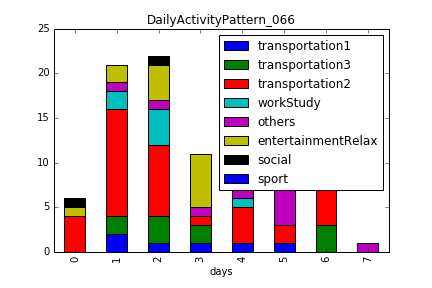 DailyActivityPattern_066
25
20
15
10
5
0
transportation1
transportation3
transportation2
workStudy
others
entertainmentRelax
social
sport
0 1 2 3 4 5 6 7
days